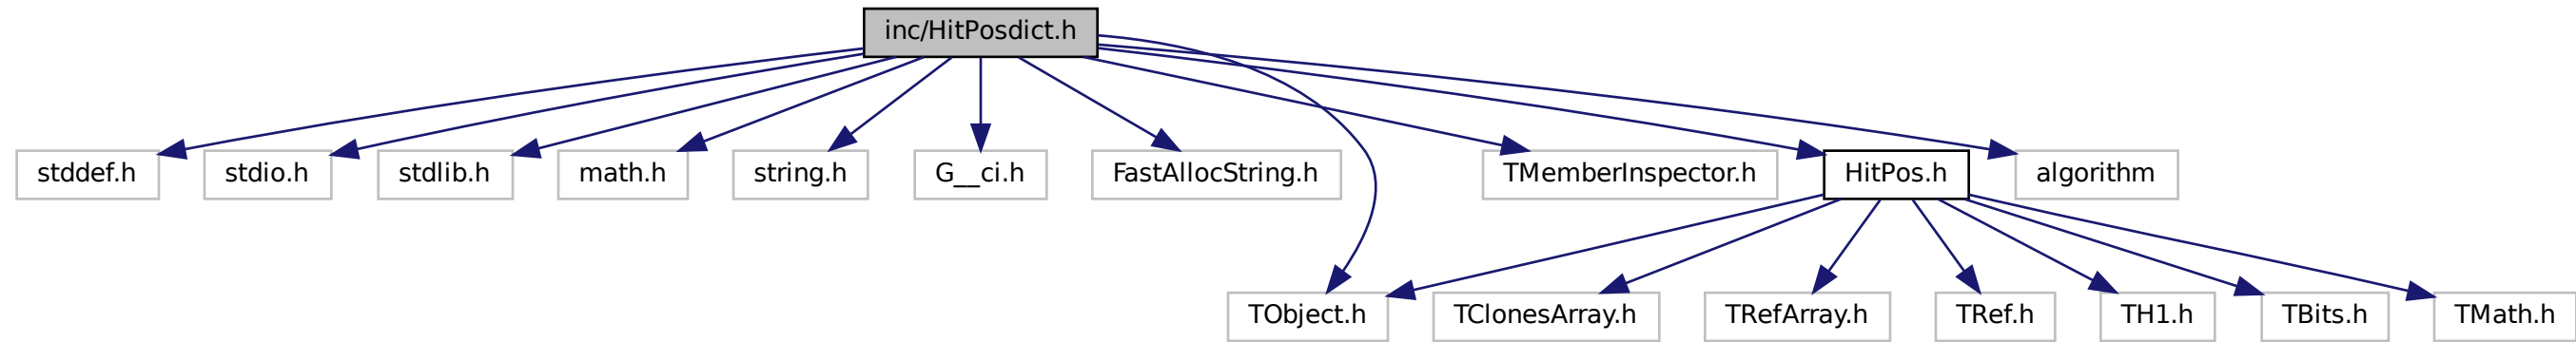 inc/HitPosdict.h
stddef.h
stdio.h
stdlib.h
math.h
string.h
G__ci.h
FastAllocString.h
TMemberInspector.h
HitPos.h
algorithm
TObject.h
TClonesArray.h
TRefArray.h
TRef.h
TH1.h
TBits.h
TMath.h